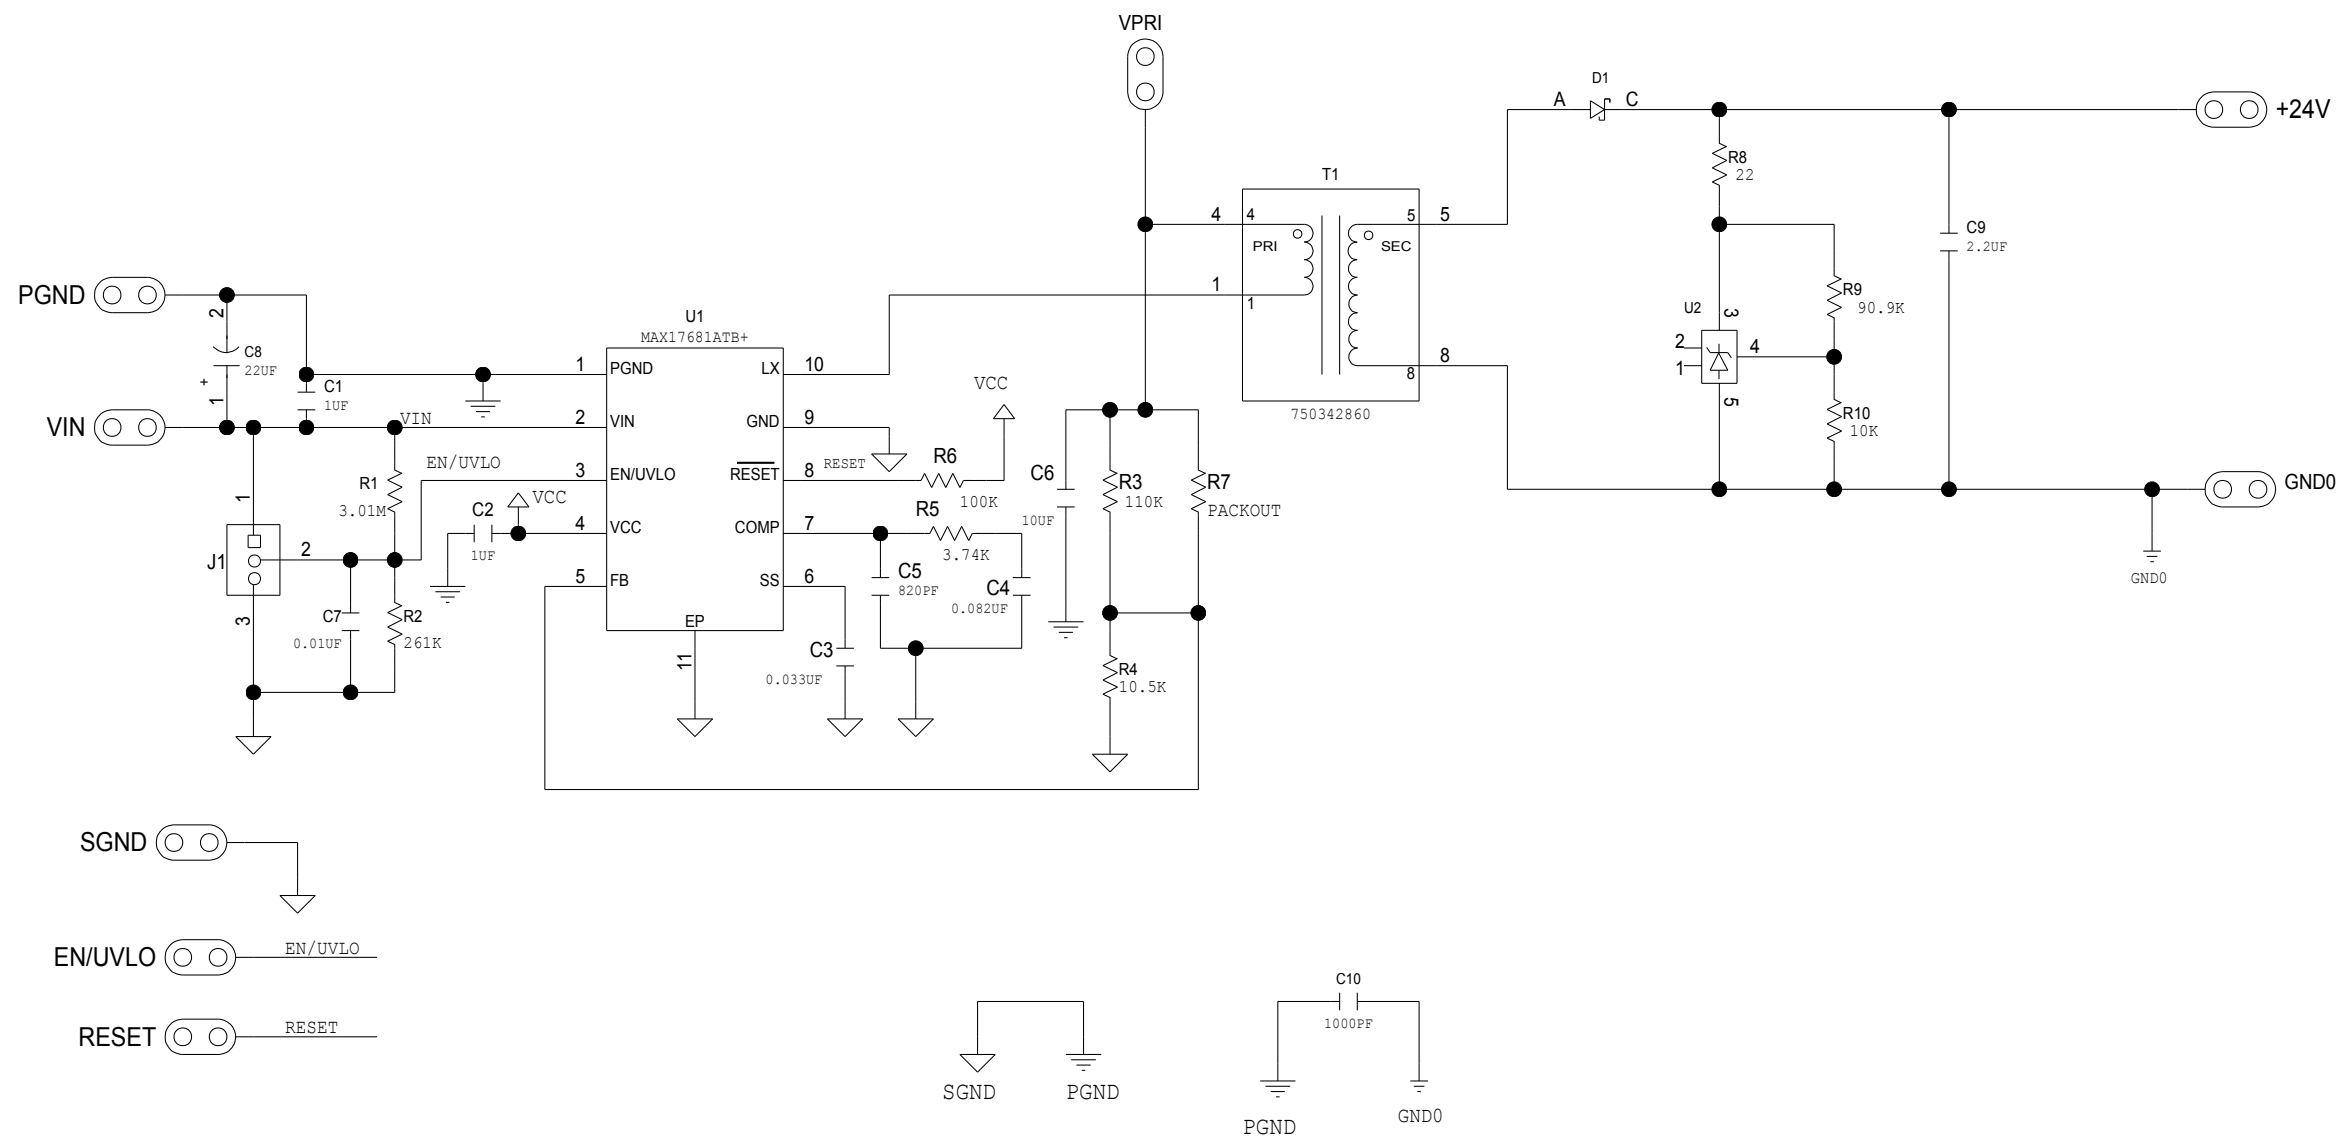 VPRI
D1
A
C
+24V
R8
22
T1
4
4
5
5
PRI
SEC
C9
2.2UF
1
1
R9
90.9K
PGND
2
U2
3
U1
MAX17681ATB+
2
4
1
C8
22UF
+
1
C1
1UF
1
PGND
LX
10
8
8
VCC
5
R10
10K
750342860
VIN
VIN
2
VIN
GND
9
EN/UVLO
3
EN/UVLO
RESET
8
RESET
R6
100K
C6
10UF
R3
110K
R7
PACKOUT
GND0
1
R1
3.01M
C2
1UF
VCC
4
VCC
COMP
7
R5
3.74K
J1
2
GND0
5
FB
SS
6
C5
820PF
C4
0.082UF
3
C7
0.01UF
R2
261K
EP
11
C3
0.033UF
R4
10.5K
SGND
EN/UVLO
EN/UVLO
RESET
RESET
C10
1000PF
SGND
PGND
PGND
GND0